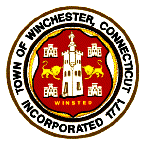 TOWN OF WINCHESTER, CONNECTICUT
INCORPORATED 1771
WINSTED